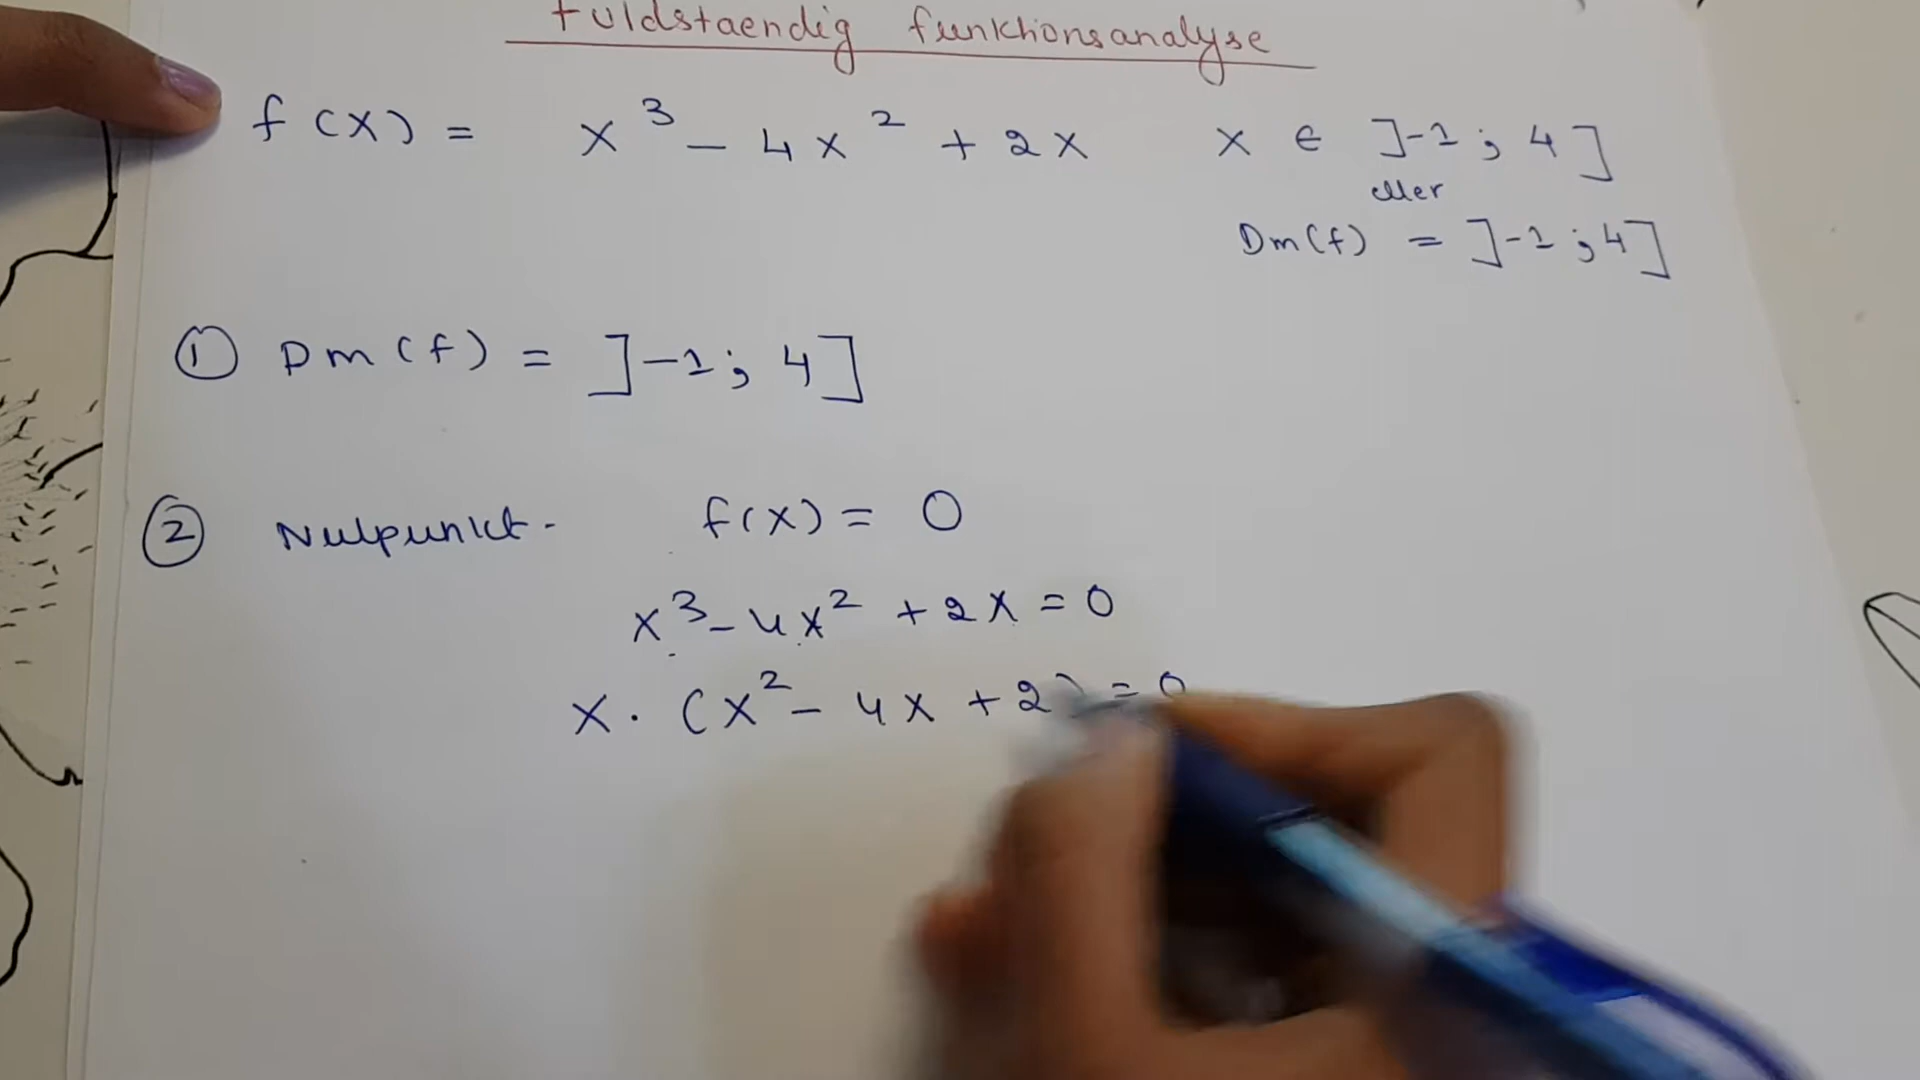 Fuldstaendig funktionsanalyse
f(x) = x³ - 4x² + 2x x ∈ ]-1 ; 4]
eller
Dm(f) = ]-1 ; 4]
① Dm(f) = ]-1 ; 4]
② Nulpunkt - f(x) = 0
x³ - 4x² + 2x = 0
x · (x² - 4x + 2) = 0